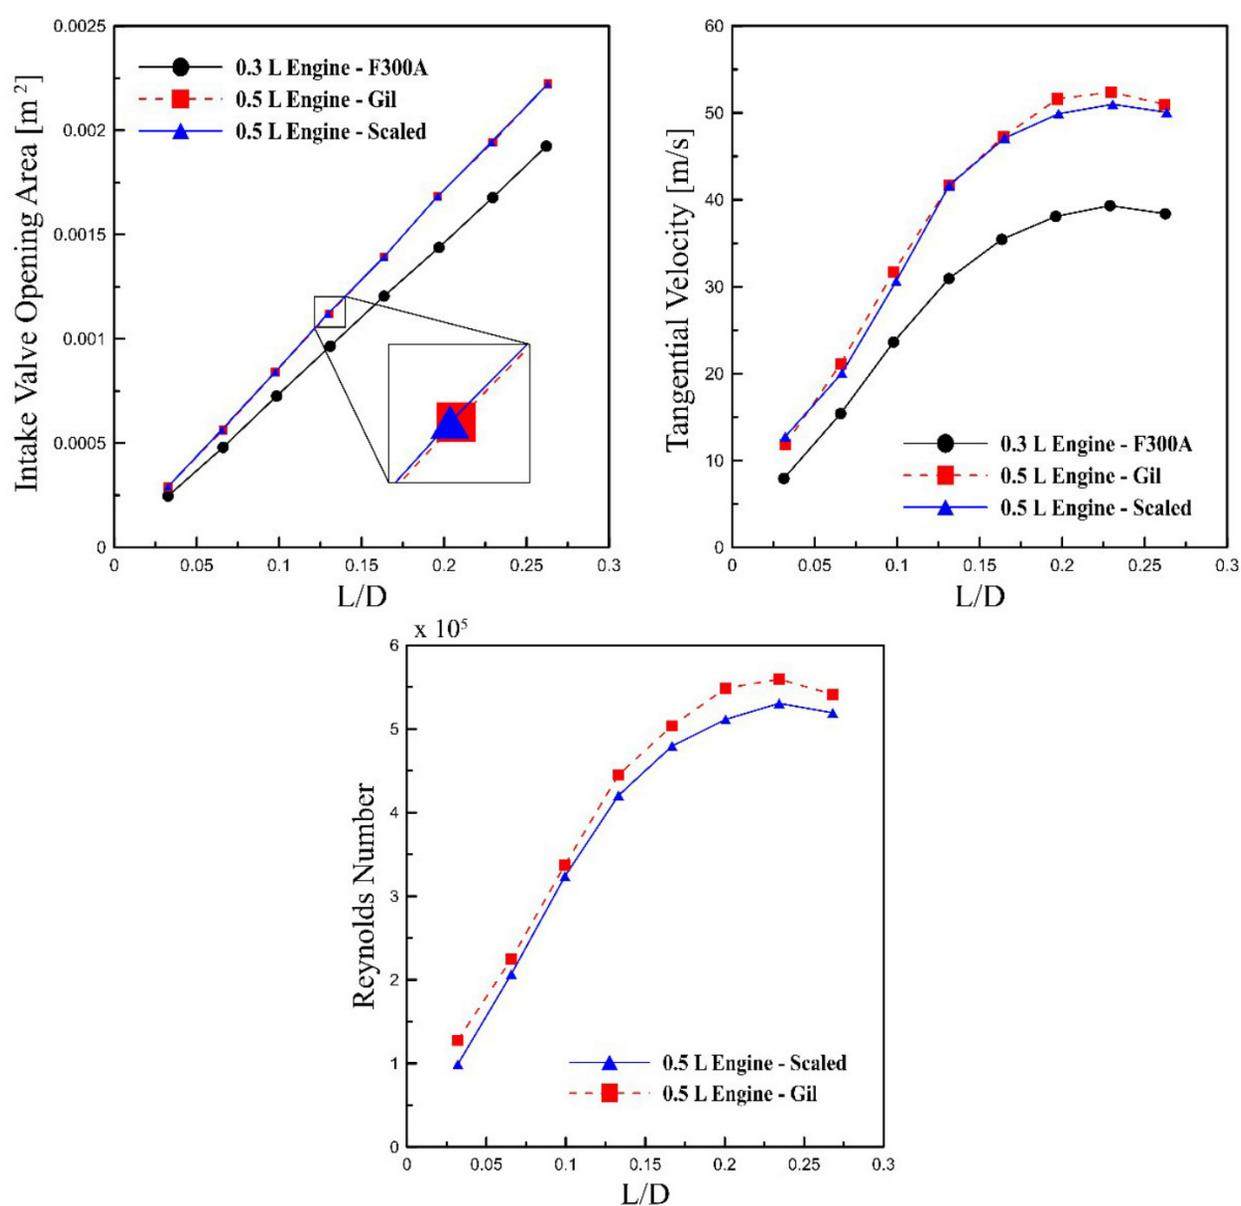 Intake Valve Opening Area [m²]
0.0025
0.002
0.0015
0.001
0.0005
0
0.3 L Engine - F300A
0.5 L Engine - Gil
0.5 L Engine - Scaled
0 0.05 0.1 0.15 0.2 0.25 0.3
L/D
Tangential Velocity [m/s]
60
50
40
30
20
10
0
0.3 L Engine - F300A
0.5 L Engine - Gil
0.5 L Engine - Scaled
0 0.05 0.1 0.15 0.2 0.25 0.3
L/D
x 10⁵
Reynolds Number
6
5
4
3
2
1
0
0.5 L Engine - Scaled
0.5 L Engine - Gil
0 0.05 0.1 0.15 0.2 0.25 0.3
L/D